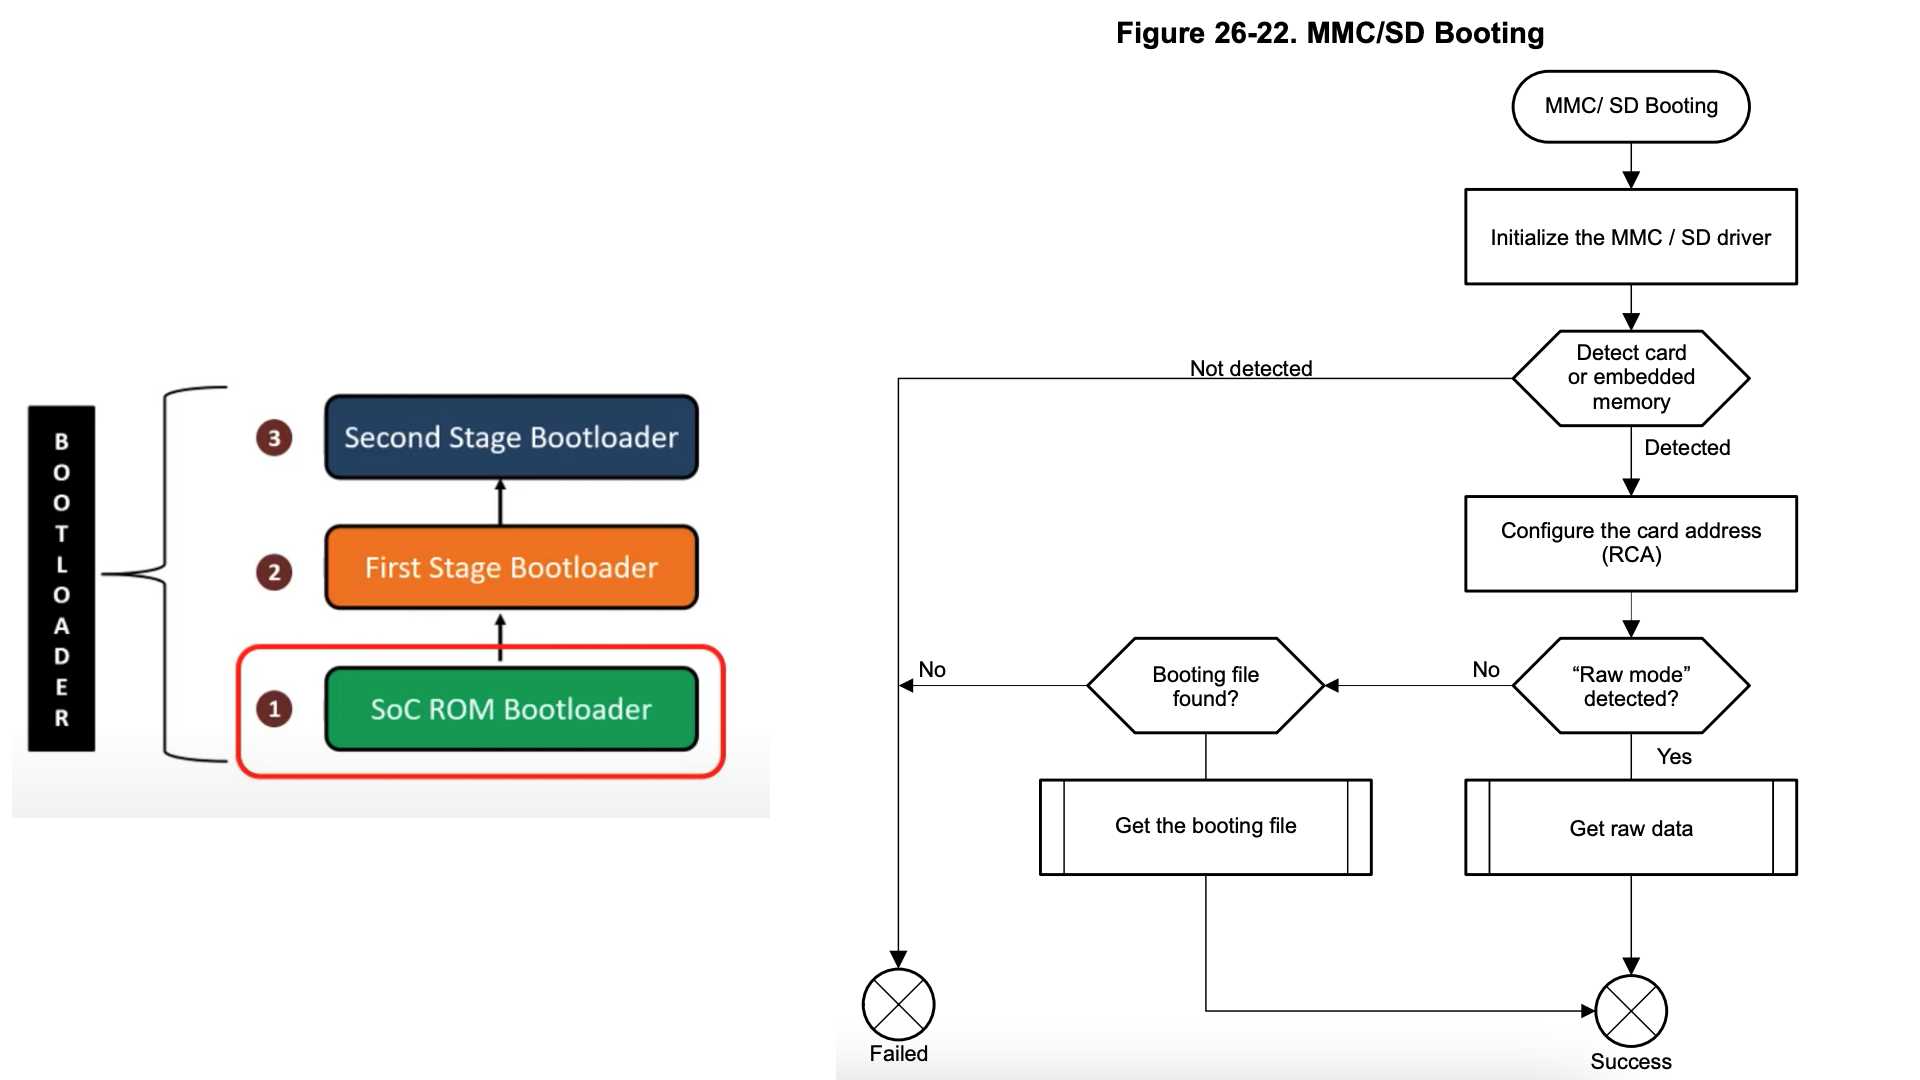 Figure 26-22. MMC/SD Booting
BOOTLOADER
3
Second Stage Bootloader
2
First Stage Bootloader
1
SoC ROM Bootloader
MMC/ SD Booting
Initialize the MMC / SD driver
Detect card
or embedded
memory
Not detected
Detected
Configure the card address
(RCA)
“Raw mode”
detected?
No
Booting file
found?
No
Yes
Get the booting file
Get raw data
Failed
Success